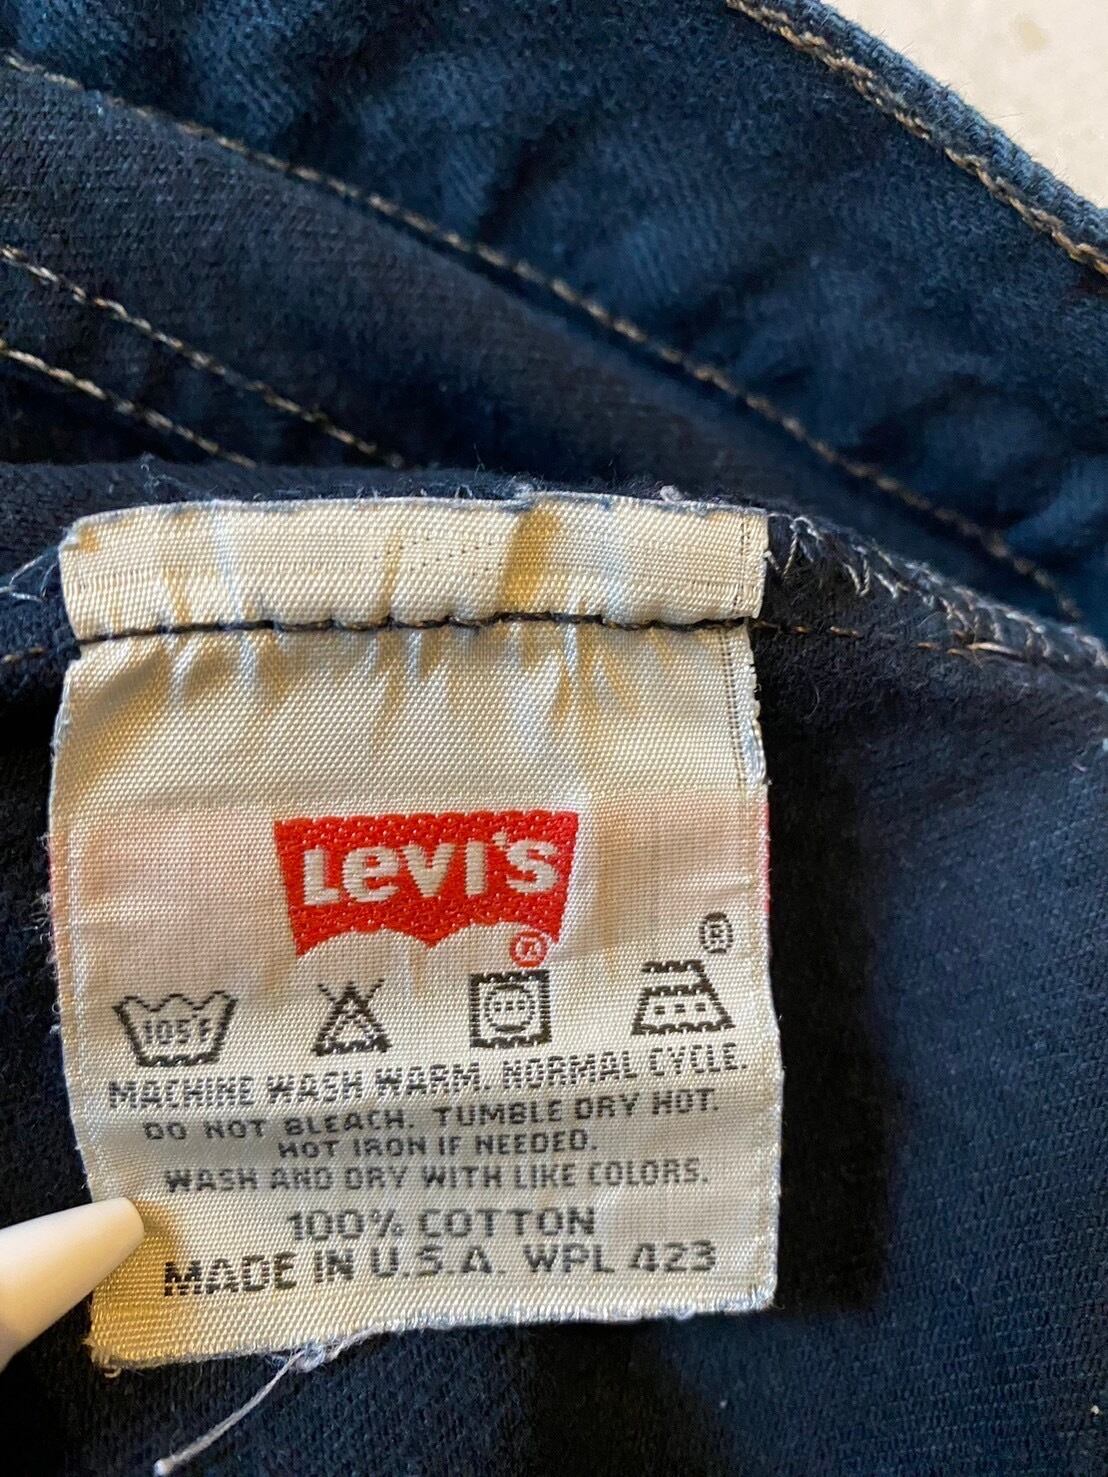 Levi's
®
®
105°F
MACHINE WASH WARM. NORMAL CYCLE.
DO NOT BLEACH. TUMBLE DRY HOT.
HOT IRON IF NEEDED.
WASH AND DRY WITH LIKE COLORS.
100% COTTON
MADE IN U.S.A. WPL 423